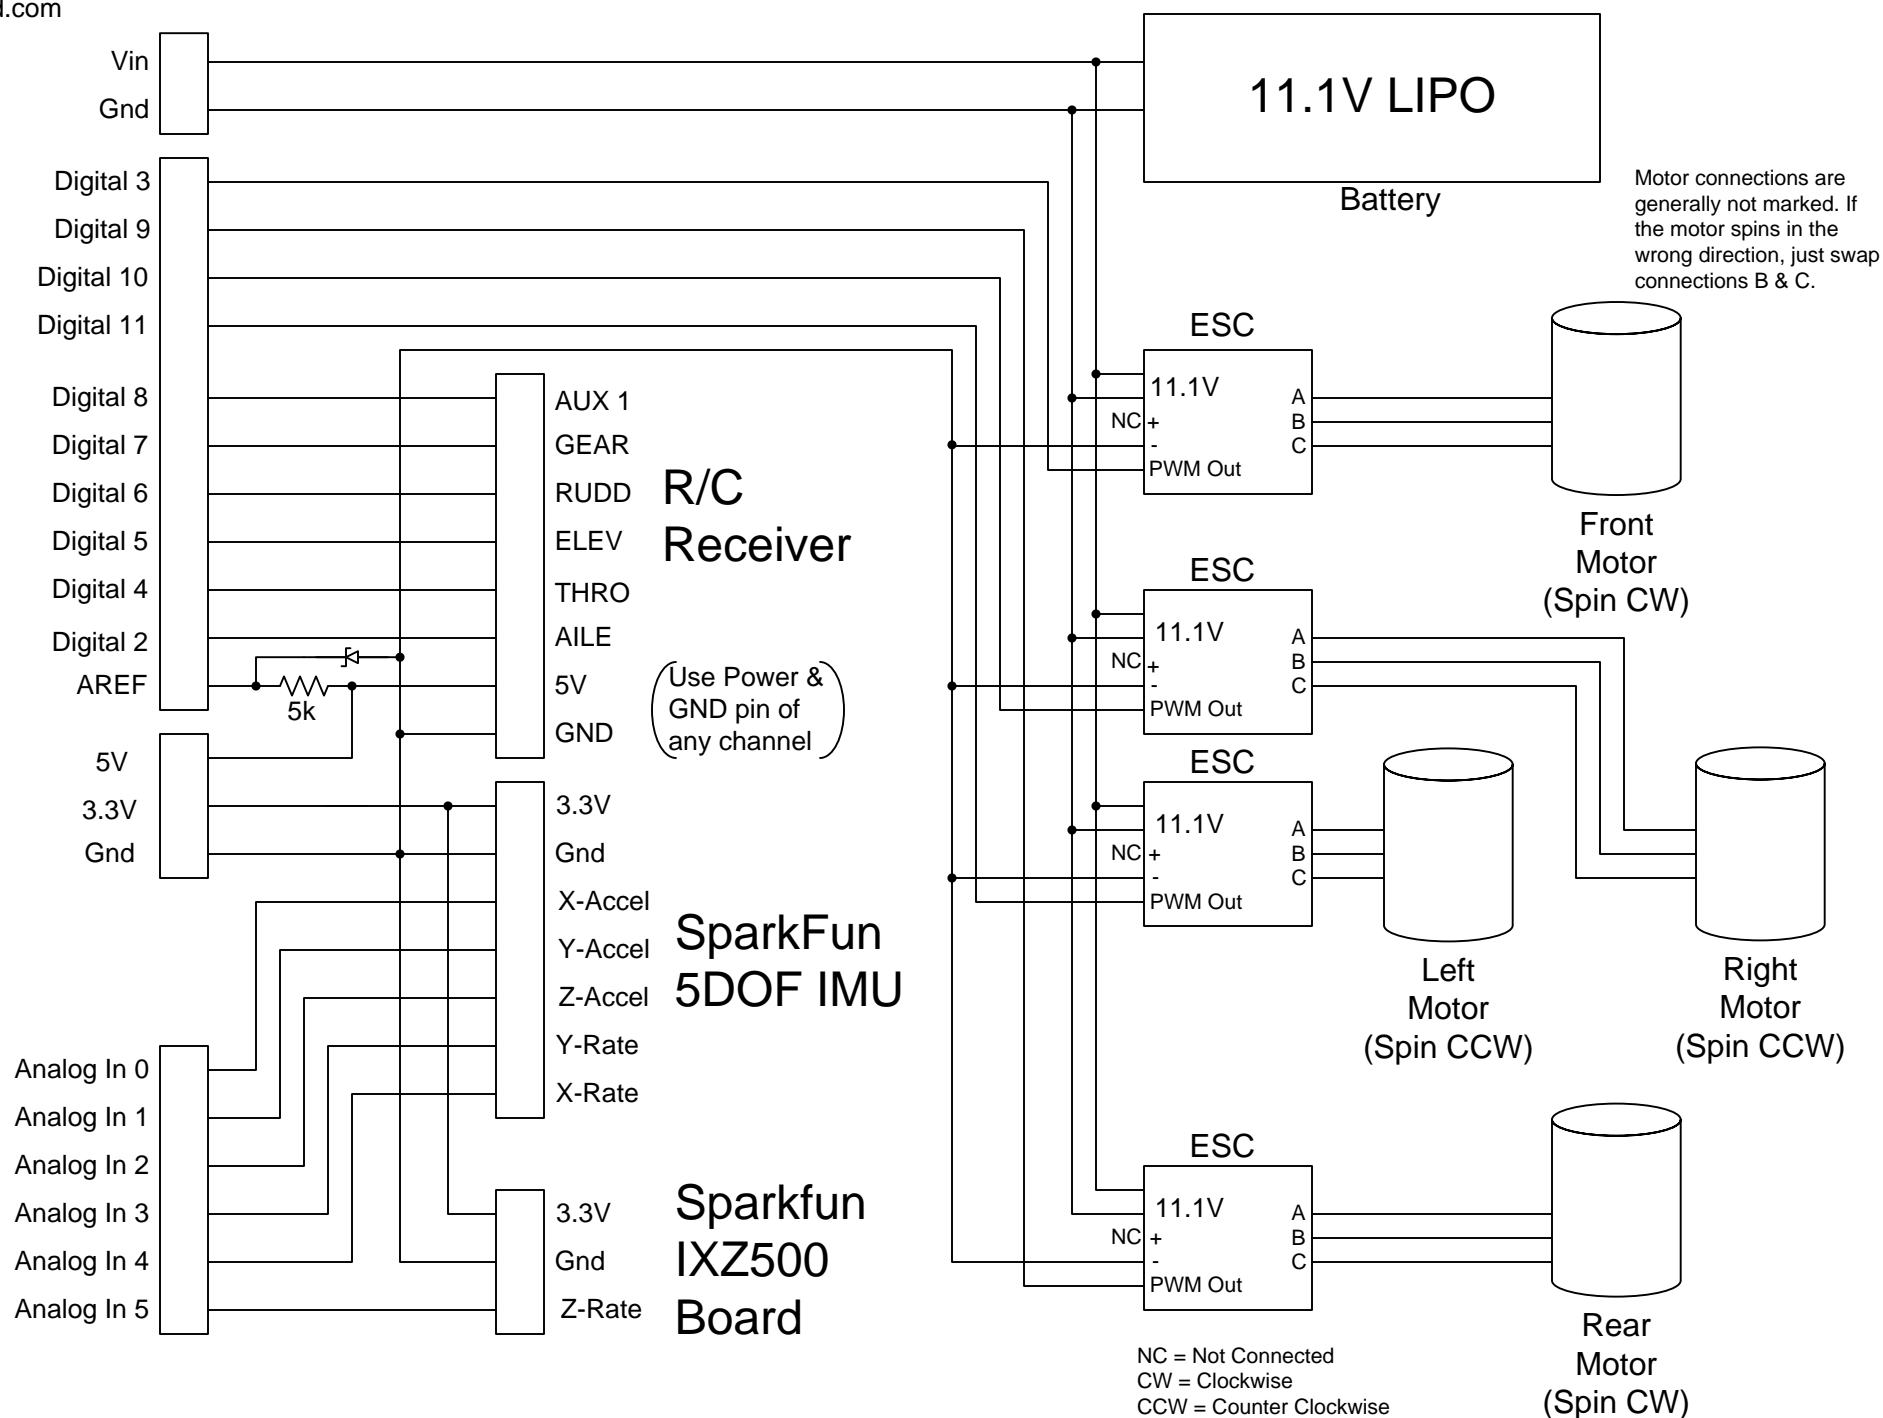 d.com
Vin
Gnd
11.1V LIPO
Battery
Motor connections are
generally not marked. If
the motor spins in the
wrong direction, just swap
connections B & C.
Digital 3
Digital 9
Digital 10
Digital 11
Digital 8
Digital 7
Digital 6
Digital 5
Digital 4
Digital 2
AREF
5k
5V
3.3V
Gnd
Analog In 0
Analog In 1
Analog In 2
Analog In 3
Analog In 4
Analog In 5
AUX 1
GEAR
RUDD
ELEV
THRO
AILE
5V
GND
R/C
Receiver
Use Power &
GND pin of
any channel
3.3V
Gnd
X-Accel
Y-Accel
Z-Accel
Y-Rate
X-Rate
SparkFun
5DOF IMU
3.3V
Gnd
Z-Rate
Sparkfun
IXZ500
Board
ESC
11.1V
NC +
-
PWM Out
A
B
C
Front
Motor
(Spin CW)
ESC
11.1V
NC +
-
PWM Out
A
B
C
ESC
11.1V
NC +
-
PWM Out
A
B
C
Left
Motor
(Spin CCW)
Right
Motor
(Spin CCW)
ESC
11.1V
NC +
-
PWM Out
A
B
C
Rear
Motor
(Spin CW)
NC = Not Connected
CW = Clockwise
CCW = Counter Clockwise